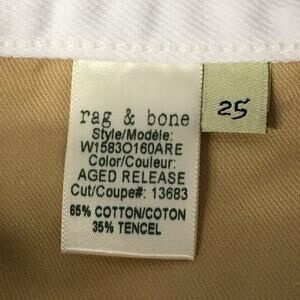 rag & bone
Style/Modèle:
W1583O160ARE
Color/Couleur:
AGED RELEASE
Cut/Coupe#: 13683
65% COTTON/COTON
35% TENCEL
25